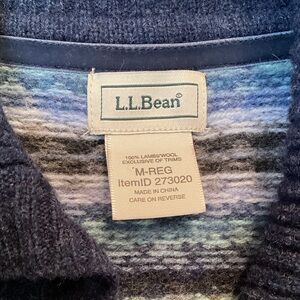 L.L.Bean®
100% LAMBSWOOL
EXCLUSIVE OF TRIMS
M-REG
ItemID 273020
MADE IN CHINA
CARE ON REVERSE